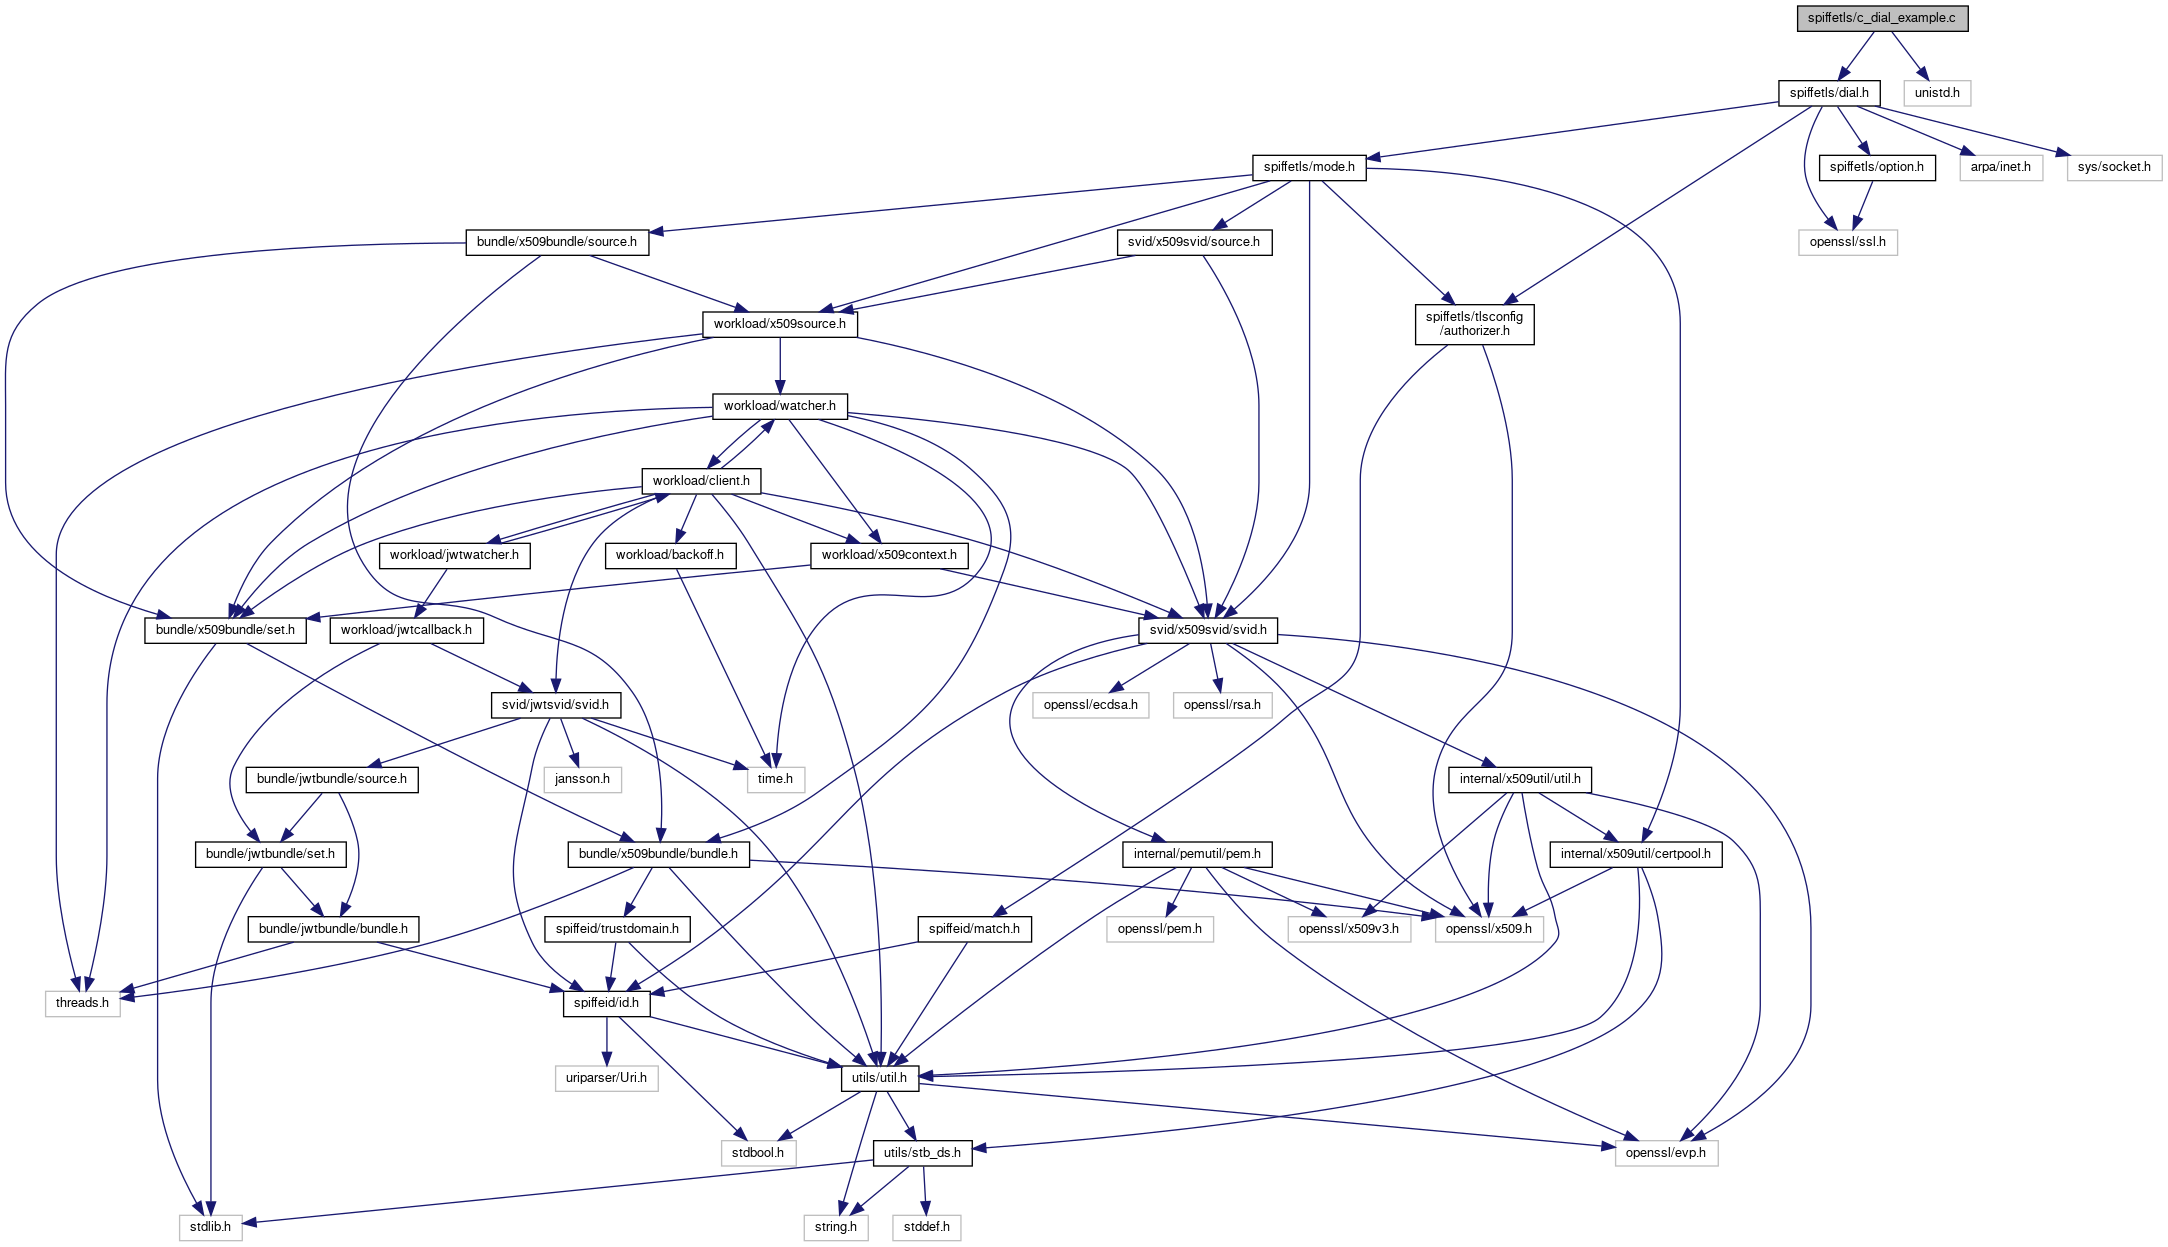 spiffetls/c_dial_example.c
spiffetls/dial.h
unistd.h
spiffetls/mode.h
spiffetls/option.h
arpa/inet.h
sys/socket.h
bundle/x509bundle/source.h
svid/x509svid/source.h
openssl/ssl.h
workload/x509source.h
spiffetls/tlsconfig
/authorizer.h
workload/watcher.h
workload/client.h
workload/jwtwatcher.h
workload/backoff.h
workload/x509context.h
bundle/x509bundle/set.h
workload/jwtcallback.h
svid/x509svid/svid.h
svid/jwtsvid/svid.h
openssl/ecdsa.h
openssl/rsa.h
bundle/jwtbundle/source.h
jansson.h
time.h
internal/x509util/util.h
bundle/jwtbundle/set.h
bundle/x509bundle/bundle.h
internal/pemutil/pem.h
internal/x509util/certpool.h
bundle/jwtbundle/bundle.h
spiffeid/trustdomain.h
spiffeid/match.h
openssl/pem.h
openssl/x509v3.h
openssl/x509.h
threads.h
spiffeid/id.h
uriparser/Uri.h
utils/util.h
stdbool.h
utils/stb_ds.h
openssl/evp.h
stdlib.h
string.h
stddef.h